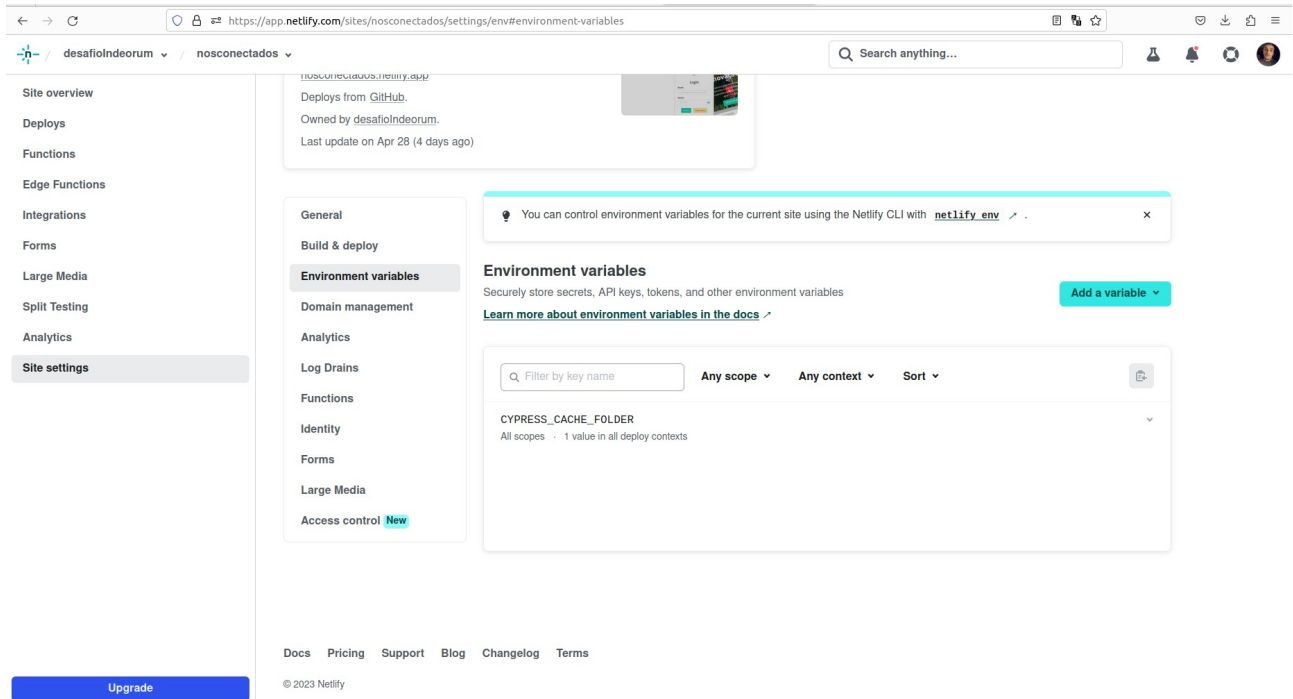 https://app.netlify.com/sites/nosconectados/settings/env#environment-variables
desafioIndeorum / nosconectados
Search anything...
Site overview
Deploys
Functions
Edge Functions
Integrations
Forms
Large Media
Split Testing
Analytics
Site settings
Upgrade
nosconectados.netlify.app
Deploys from GitHub.
Owned by desafioIndeorum.
Last update on Apr 28 (4 days ago)
General
Build & deploy
Environment variables
Domain management
Analytics
Log Drains
Functions
Identity
Forms
Large Media
Access control New
You can control environment variables for the current site using the Netlify CLI with netlify env ↗ .
Environment variables
Securely store secrets, API keys, tokens, and other environment variables
Learn more about environment variables in the docs ↗
Add a variable
Filter by key name
Any scope
Any context
Sort
CYPRESS_CACHE_FOLDER
All scopes · 1 value in all deploy contexts
Docs Pricing Support Blog Changelog Terms
© 2023 Netlify